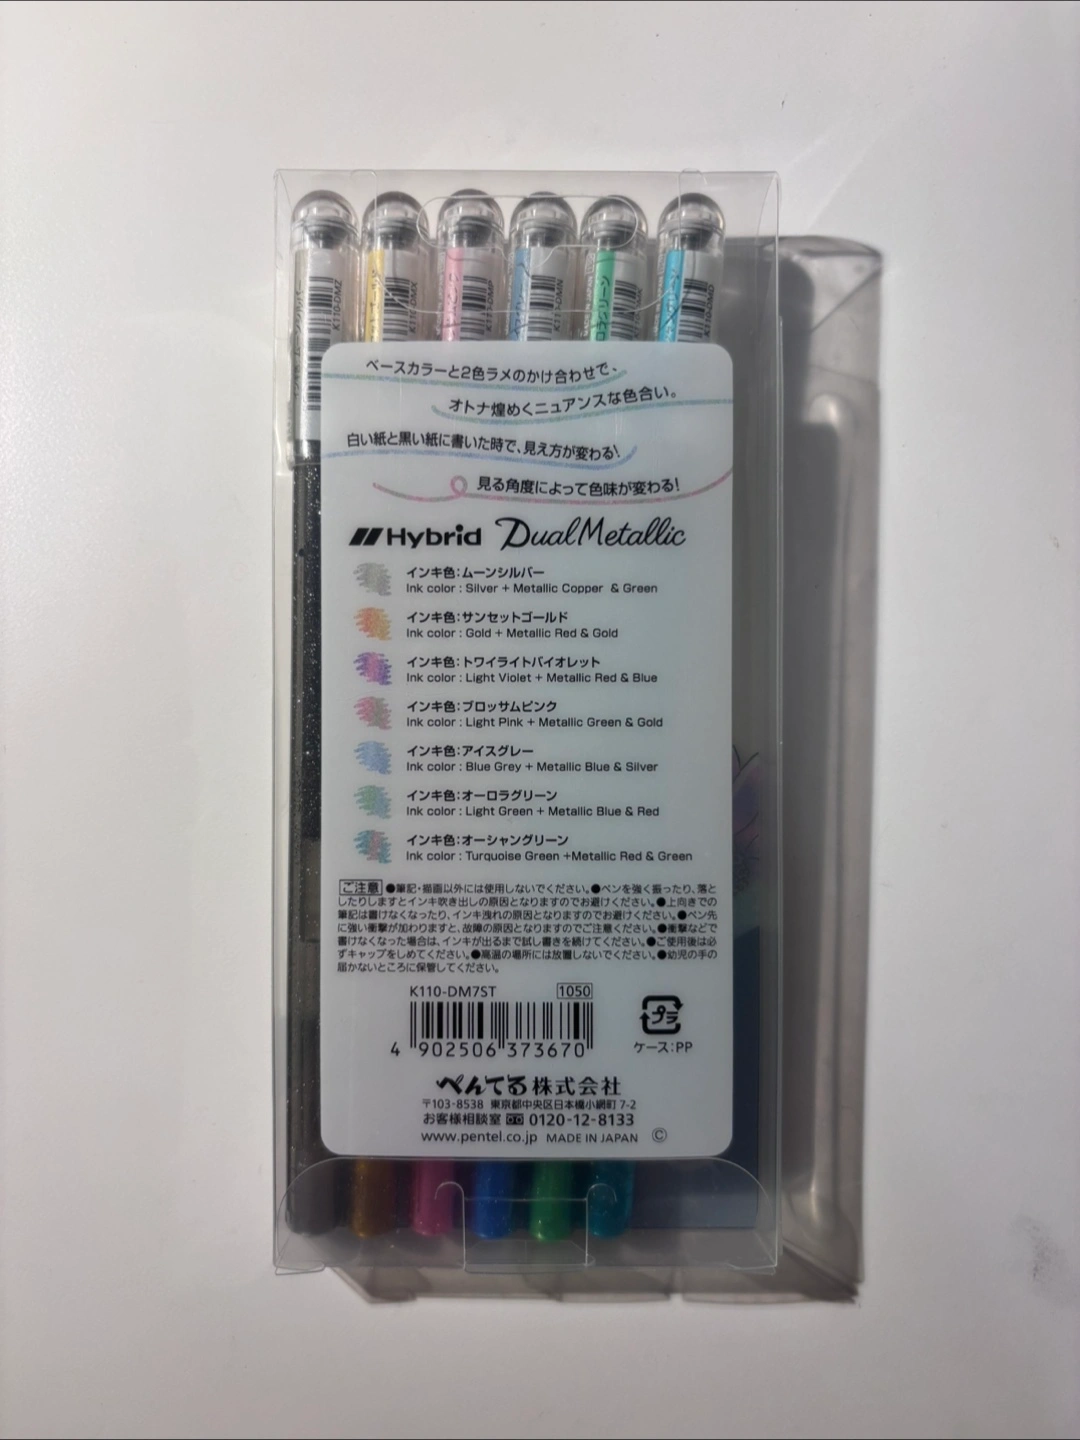 K110-DMZ
K110-DMX
K110-DMP
K110-DMN
K110-DMK
K110-DMD
ベースカラーと2色ラメのかけ合わせで、
オトナ煌めくニュアンスな色合い。
白い紙と黒い紙に書いた時で、見え方が変わる!
見る角度によって色味が変わる!
Hybrid DualMetallic
インキ色:ムーンシルバー
Ink color : Silver + Metallic Copper & Green
インキ色:サンセットゴールド
Ink color : Gold + Metallic Red & Gold
インキ色:トワイライトバイオレット
Ink color : Light Violet + Metallic Red & Blue
インキ色:ブロッサムピンク
Ink color : Light Pink + Metallic Green & Gold
インキ色:アイスグレー
Ink color : Blue Grey + Metallic Blue & Silver
インキ色:オーロラグリーン
Ink color : Light Green + Metallic Blue & Red
インキ色:オーシャングリーン
Ink color : Turquoise Green +Metallic Red & Green
ご注意 ●筆記・描画以外には使用しないでください。●ペンを強く振ったり、落と
したりしますとインキ吹き出しの原因となりますのでお避けください。●上向きでの
筆記は書けなくなったり、インキ洩れの原因となりますのでお避けください。●ペン先
に強い衝撃が加わりますと、故障の原因となりますのでご注意ください。●衝撃などで
書けなくなった場合は、インキが出るまで試し書きを続けてください。●ご使用後は必
ずキャップをしめてください。●高温の場所には放置しないでください。●幼児の手の
届かないところに保管してください。
K110-DM7ST 1050
4 902506 373670
プラ
ケース:PP
ぺんてる株式会社
〒103-8538 東京都中央区日本橋小網町 7-2
お客様相談室 0120-12-8133
www.pentel.co.jp MADE IN JAPAN Ⓒ